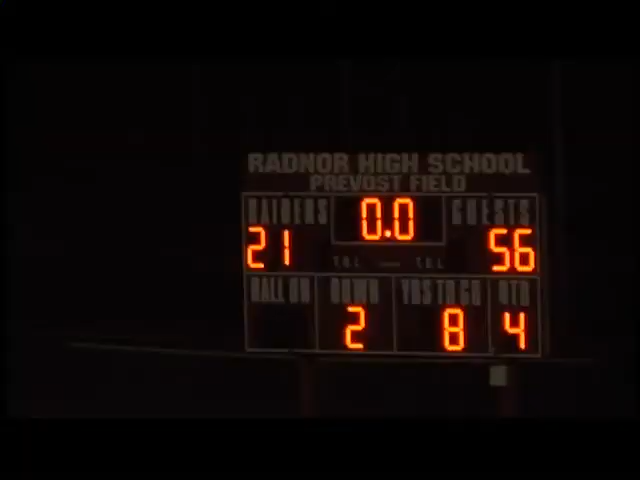 RADNOR HIGH SCHOOL
PREVOST FIELD
RAIDERS 0.0 GUESTS
21 56
T.O.L T.O.L
BALL ON DOWN YDS TO GO QTR
2 8 4